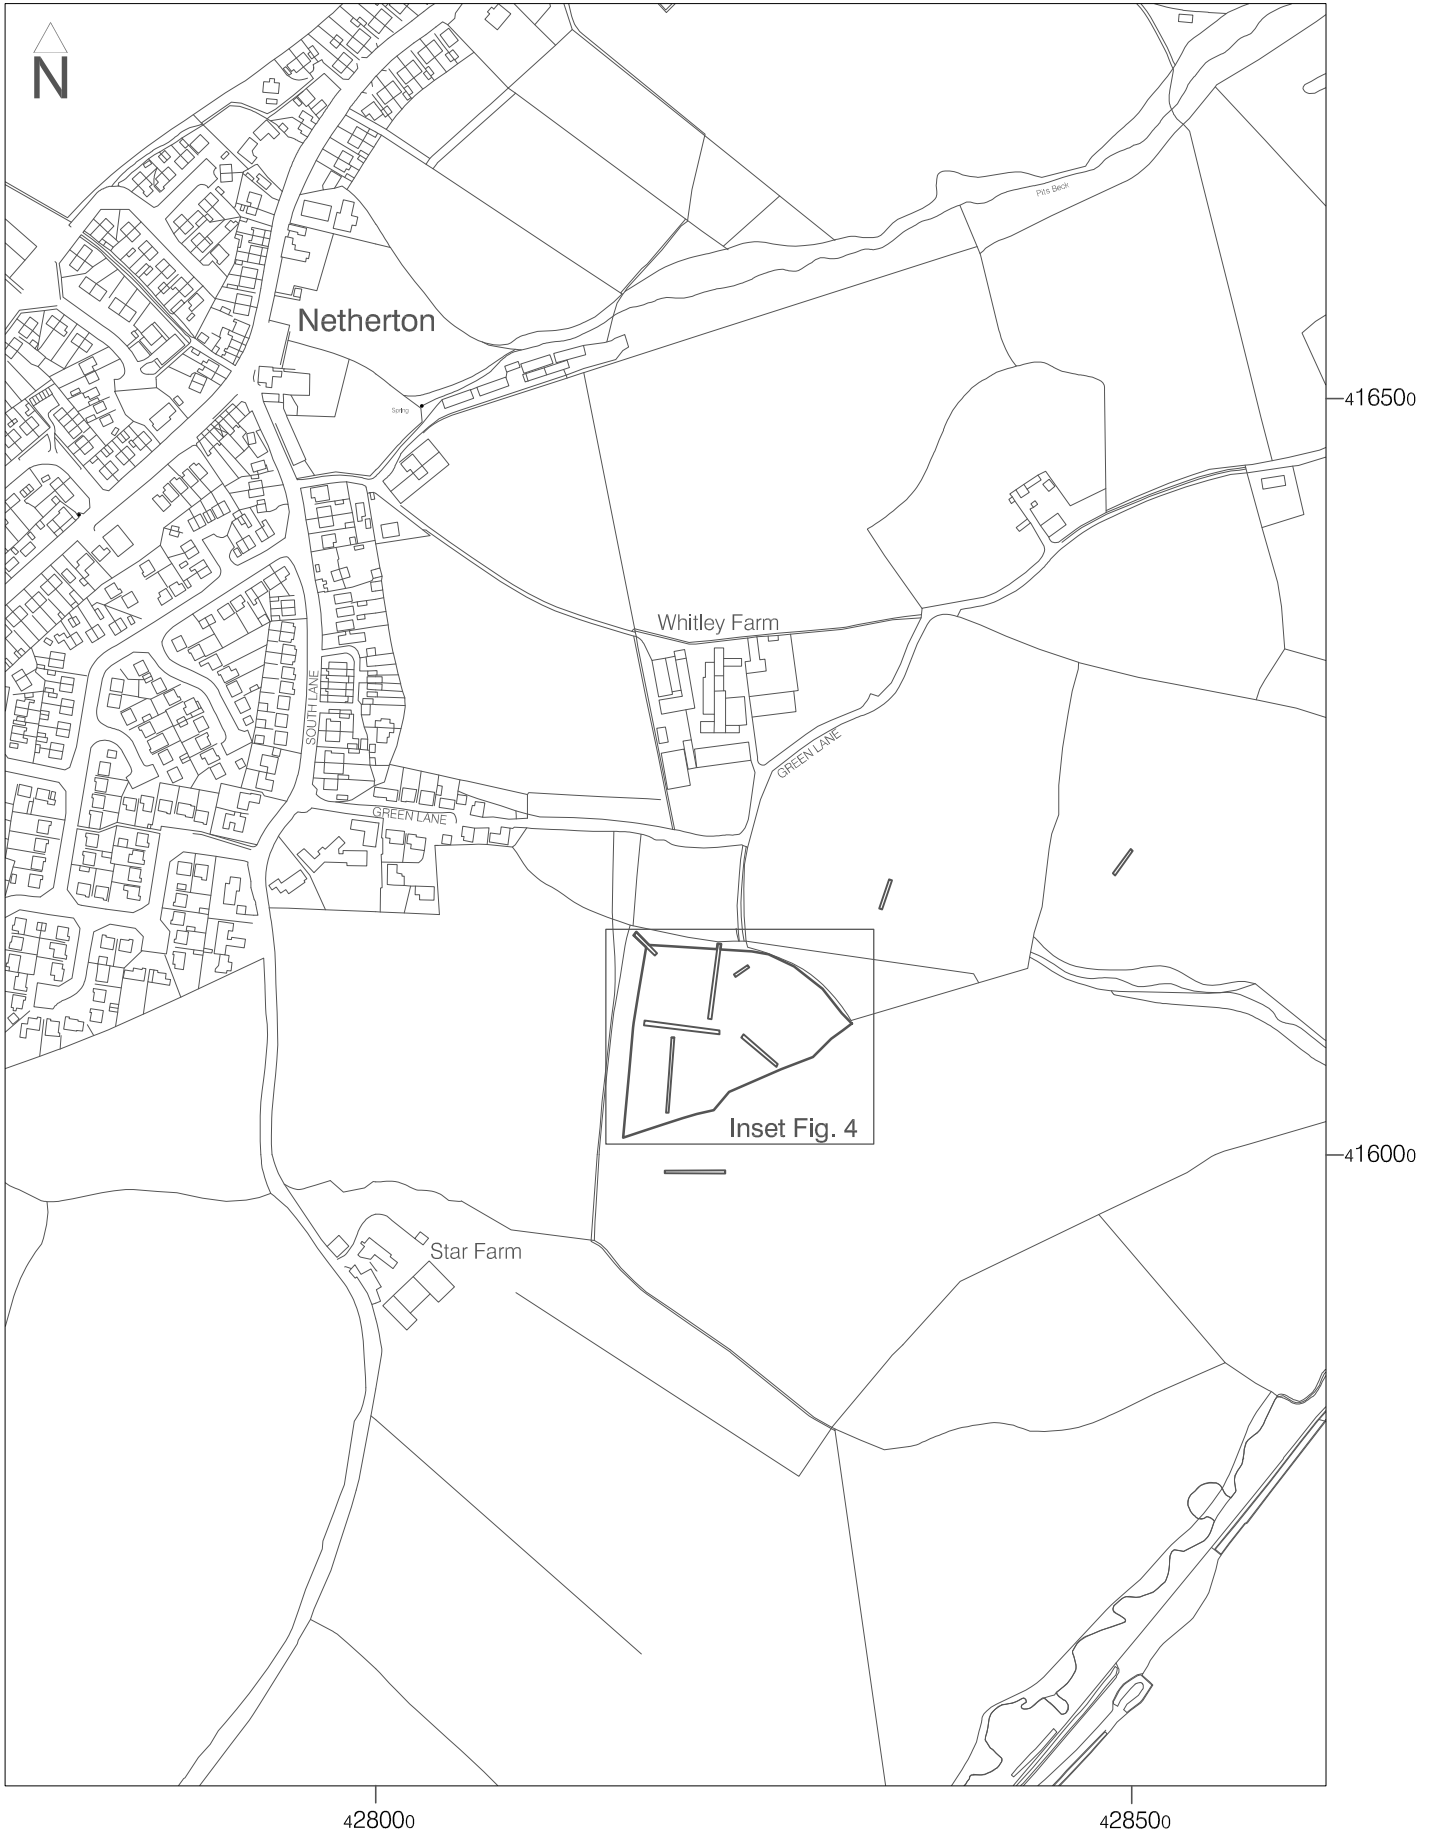 N
Pits Beck
Netherton
416500
Spring
Whitley Farm
SOUTH LANE
GREEN LANE
GREEN LANE
Inset Fig. 4
416000
Star Farm
428000
428500